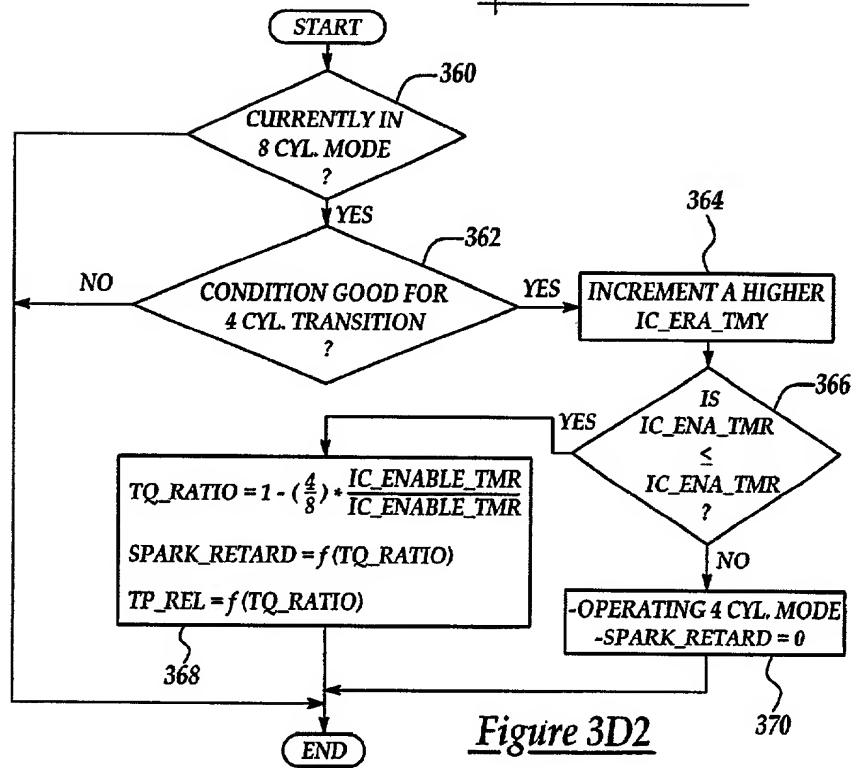 START
360
CURRENTLY IN
8 CYL. MODE
?
YES
362
364
NO
CONDITION GOOD FOR
4 CYL. TRANSITION
?
YES
INCREMENT A HIGHER
IC_ERA_TMY
366
IS
IC_ENA_TMR
≤
IC_ENA_TMR
?
YES
NO
TQ_RATIO = 1 - (4/8) * IC_ENABLE_TMR / IC_ENABLE_TMR
SPARK_RETARD = f (TQ_RATIO)
TP_REL = f (TQ_RATIO)
368
-OPERATING 4 CYL. MODE
-SPARK_RETARD = 0
370
END
Figure 3D2